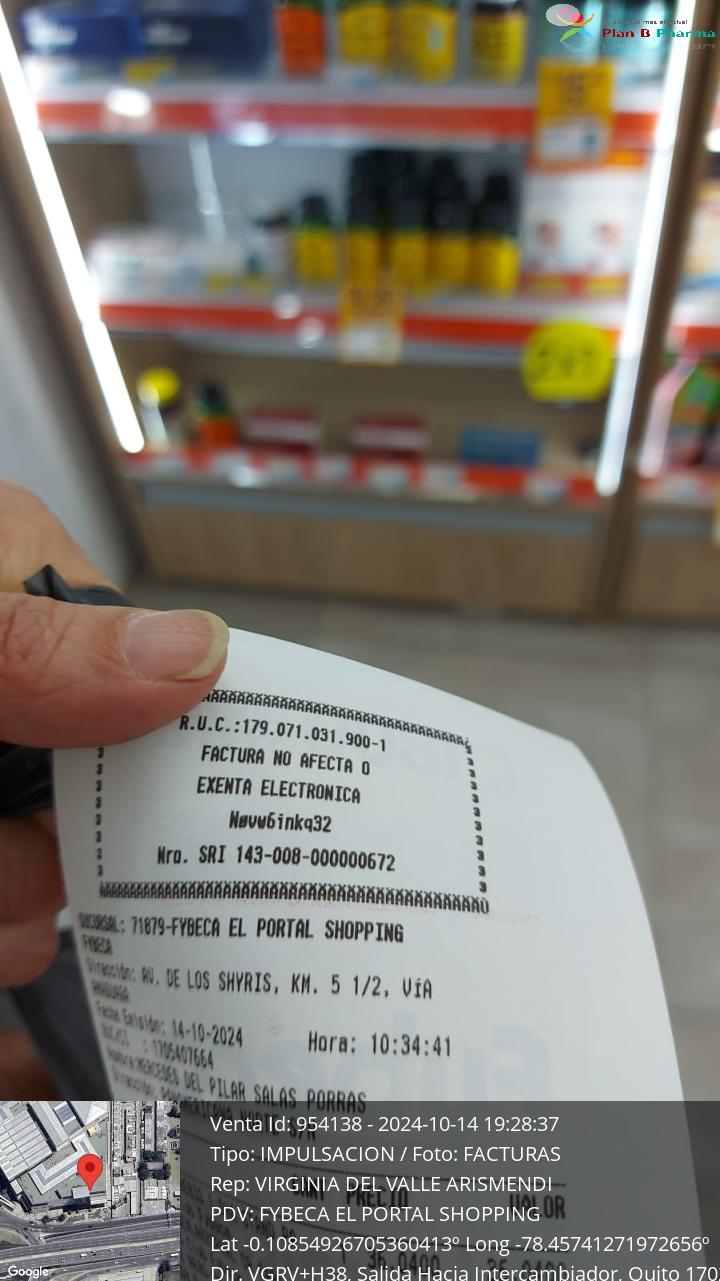 Plan B Pharma
R.U.C.:179.071.031.900-1
FACTURA NO AFECTA O
EXENTA ELECTRONICA
Nøvw6inkq32
Nro. SRI 143-008-000000672
SUCURSAL: 71879-FYBECA EL PORTAL SHOPPING
FYBECA
Dirección: AV. DE LOS SHYRIS, KM. 5 1/2, VíA
Fecha Emisión: 14-10-2024 Hora: 10:34:41
RUC/CI : 1705407664
Nombre:MERCEDES DEL PILAR SALAS PORRAS
Venta Id: 954138 - 2024-10-14 19:28:37
Tipo: IMPULSACION / Foto: FACTURAS
Rep: VIRGINIA DEL VALLE ARISMENDI
PRECIO VALOR
PDV: FYBECA EL PORTAL SHOPPING
Lat -0.10854926705360413º Long -78.45741271972656º
Dir. VGRV+H38, Salida Hacia Intercambiador, Quito 170
Google